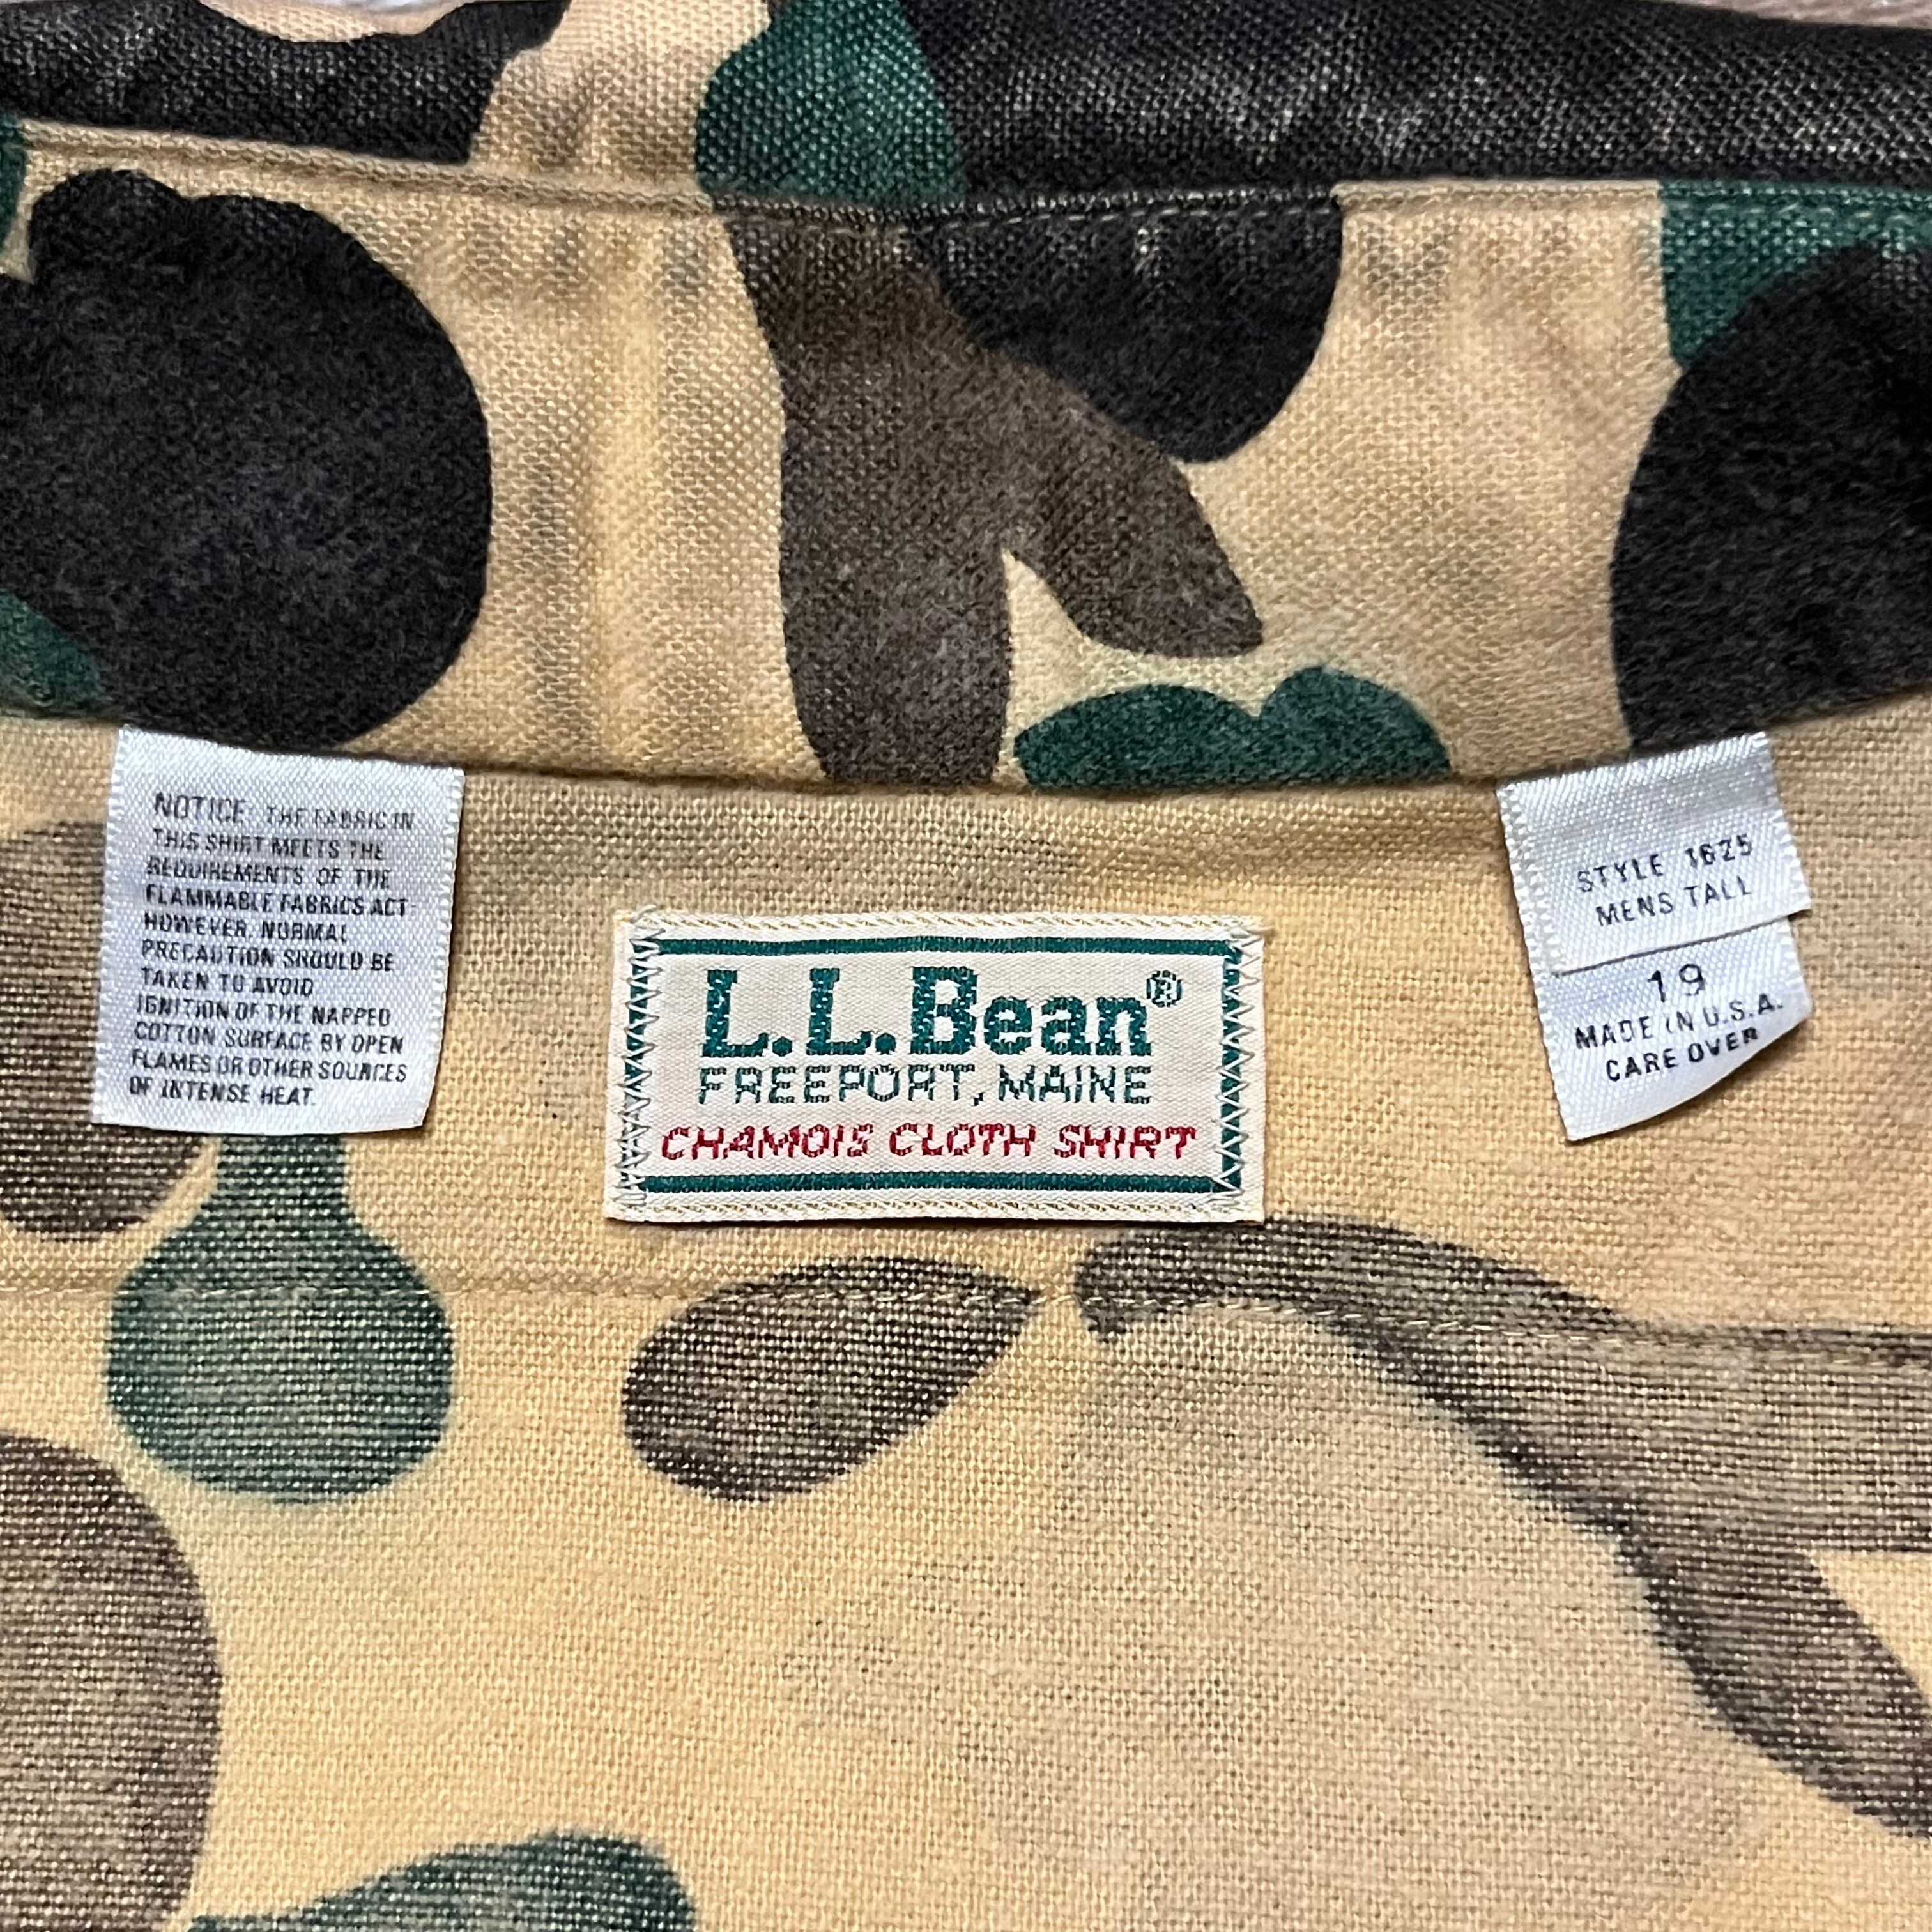 NOTICE: THE FABRIC IN
THIS SHIRT MEETS THE
REQUIREMENTS OF THE
FLAMMABLE FABRICS ACT.
HOWEVER, NORMAL
PRECAUTION SHOULD BE
TAKEN TO AVOID
IGNITION OF THE NAPPED
COTTON SURFACE BY OPEN
FLAMES OR OTHER SOURCES
OF INTENSE HEAT.
L.L.Bean®
FREEPORT, MAINE
CHAMOIS CLOTH SHIRT
STYLE 1625
MENS TALL
19
MADE IN U.S.A.
CARE OVER